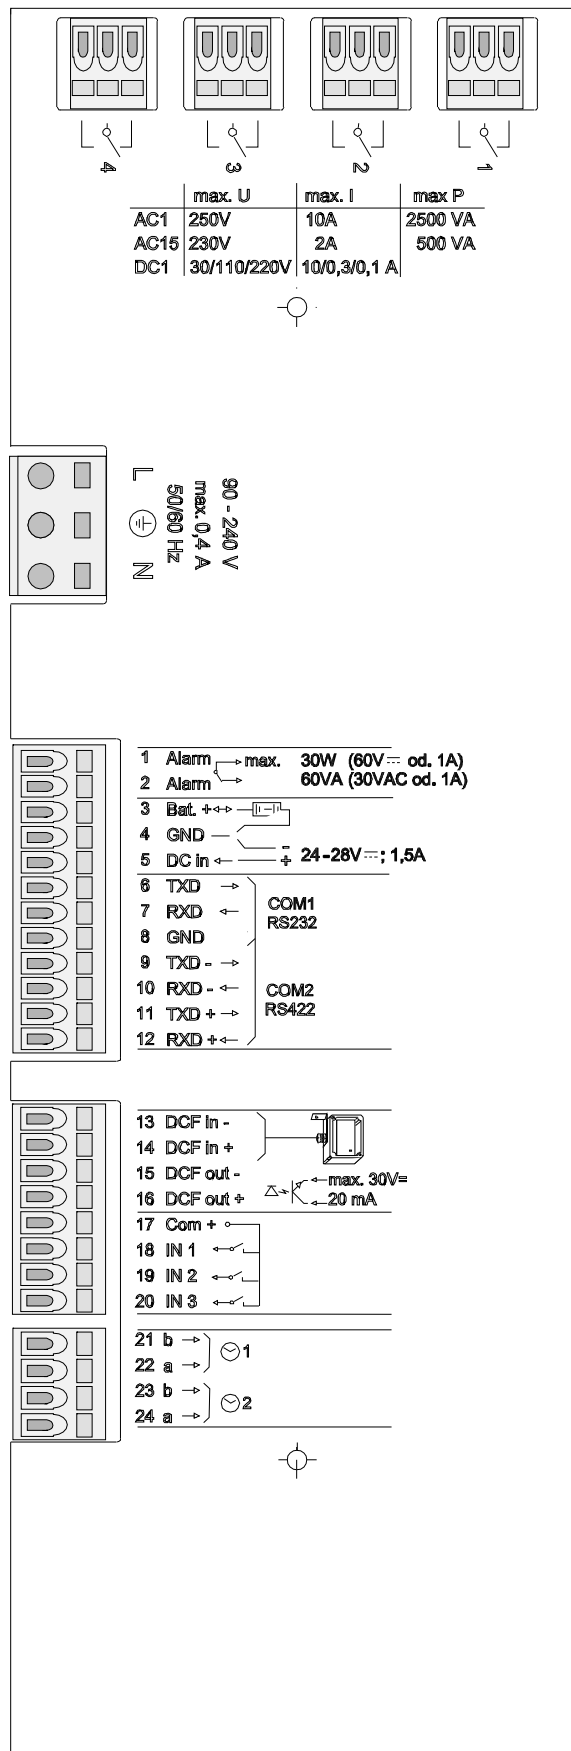 4 3 2 1
max. U max. I max P
AC1 250V 10A 2500 VA
AC15 230V 2A 500 VA
DC1 30/110/220V 10/0,3/0,1 A
L N
90 - 240 V
max. 0,4 A
50/60 Hz
1 Alarm max. 30W (60V⎓ od. 1A)
2 Alarm 60VA (30VAC od. 1A)
3 Bat. +
4 GND -
5 DC in + 24-28V⎓; 1,5A
6 TXD
7 RXD COM1
RS232
8 GND
9 TXD -
10 RXD - COM2
11 TXD + RS422
12 RXD +
13 DCF in -
14 DCF in +
15 DCF out - max. 30V=
16 DCF out + 20 mA
17 Com +
18 IN 1
19 IN 2
20 IN 3
21 b 1
22 a
23 b 2
24 a